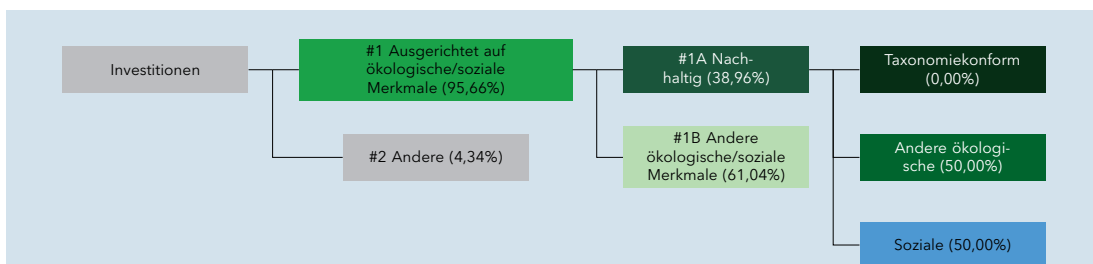 Investitionen
#1 Ausgerichtet auf
ökologische/soziale
Merkmale (95,66%)
#2 Andere (4,34%)
#1A Nach-
haltig (38,96%)
#1B Andere
ökologische/soziale
Merkmale (61,04%)
Taxonomiekonform
(0,00%)
Andere ökologi-
sche (50,00%)
Soziale (50,00%)